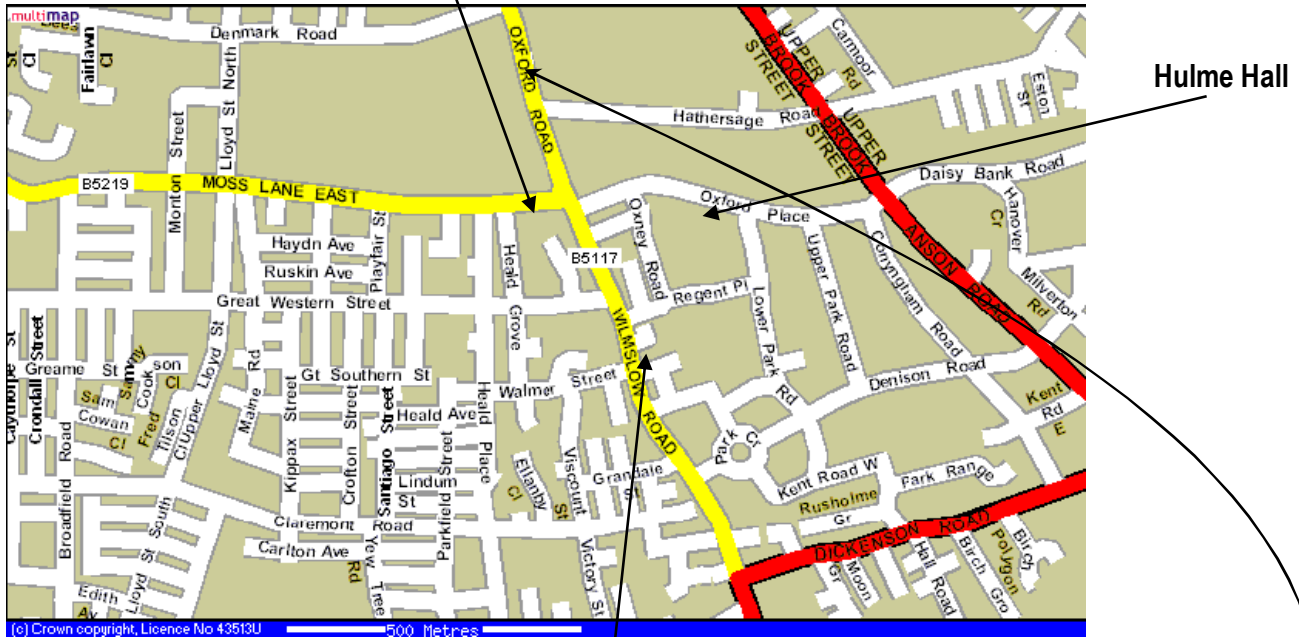 multimap
Hulme Hall
Denmark Road
OXFORD ROAD
UPPER BROOK STREET
UPPER BROOK STREET
Carmoor Rd
Eston St
Fairlawn Cl
St Cl
Lloyd St North
Monton Street
Hathersage Road
Daisy Bank Road
B5219
MOSS LANE EAST
Playfair St
Haydn Ave
Ruskin Ave
Oxney Road
Oxford Place
Hanover Cr
ANSON ROAD
Milverton Rd
B5117
Heald Grove
Great Western Street
Regent Pl
Lower Park Rd
Upper Park Road
Conyngham Road
WILMSLOW ROAD
Caythorpe St
Crondall Street
Greame St
Sammy Cookson Cl
Sam Cowan Cl
Fred Tilson Cl
Upper Lloyd St
Maine Rd
Gt Southern St
Walmer Street
Denison Road
Kent Rd E
Kippax Street
Crofton Street
Santiago Street
Heald Ave
Heald Place
Parkfield Street
Lindum St
Broadfield Road
Ellanby Cl
Viscount St
Grandale St
Park Cr
Kent Road W
Park Range
Rusholme Gr
DICKENSON ROAD
Claremont Road
Carlton Ave
Yew Tree Rd
Lloyd St South
Edith Av
Victory St
Moon Gr
Hall Road
Birch Gro
Birch Polygon
(c) Crown copyright, Licence No 43513U
500 Metres